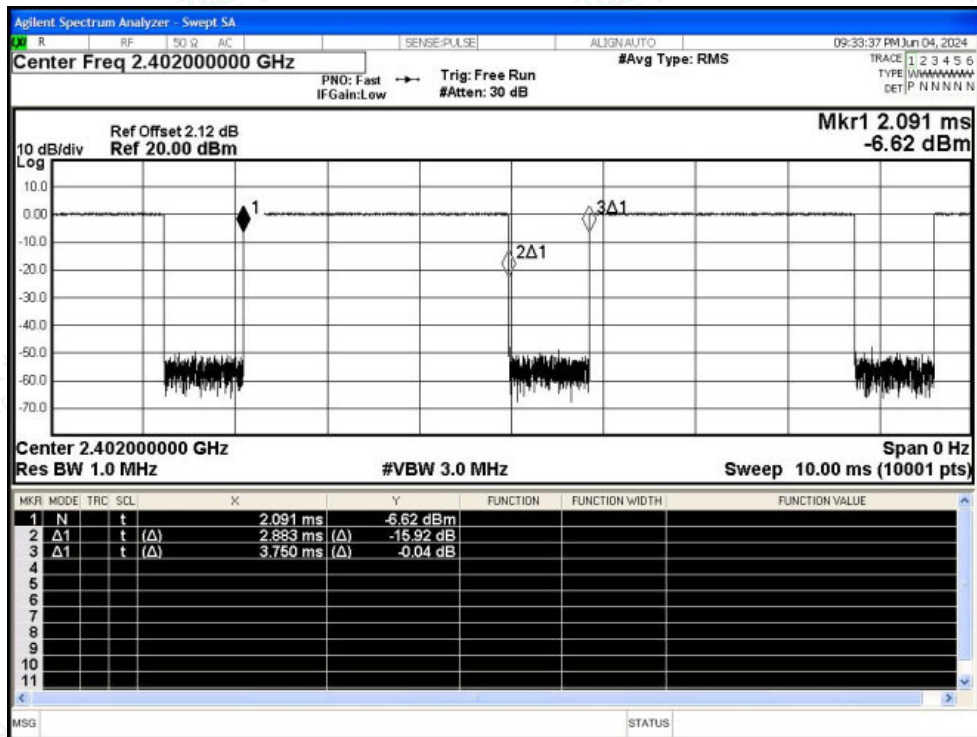 Agilent Spectrum Analyzer - Swept SA
LXI R RF 50 Ω AC SENSE:PULSE ALIGNAUTO 09:33:37 PM Jun 04, 2024
Center Freq 2.402000000 GHz #Avg Type: RMS TRACE 1 2 3 4 5 6
PNO: Fast Trig: Free Run TYPE WWWWWWW
IFGain:Low #Atten: 30 dB DET P N N N N N
Mkr1 2.091 ms
Ref Offset 2.12 dB
10 dB/div Ref 20.00 dBm -6.62 dBm
Log
10.0
0.00
1
3Δ1
-10.0
2Δ1
-20.0
-30.0
-40.0
-50.0
-60.0
-70.0
Center 2.402000000 GHz Span 0 Hz
Res BW 1.0 MHz #VBW 3.0 MHz Sweep 10.00 ms (10001 pts)
MKR MODE TRC SCL X Y FUNCTION FUNCTION WIDTH FUNCTION VALUE
1 N t 2.091 ms -6.62 dBm
2 Δ1 t (Δ) 2.883 ms (Δ) -15.92 dB
3 Δ1 t (Δ) 3.750 ms (Δ) -0.04 dB
4
5
6
7
8
9
10
11
MSG STATUS